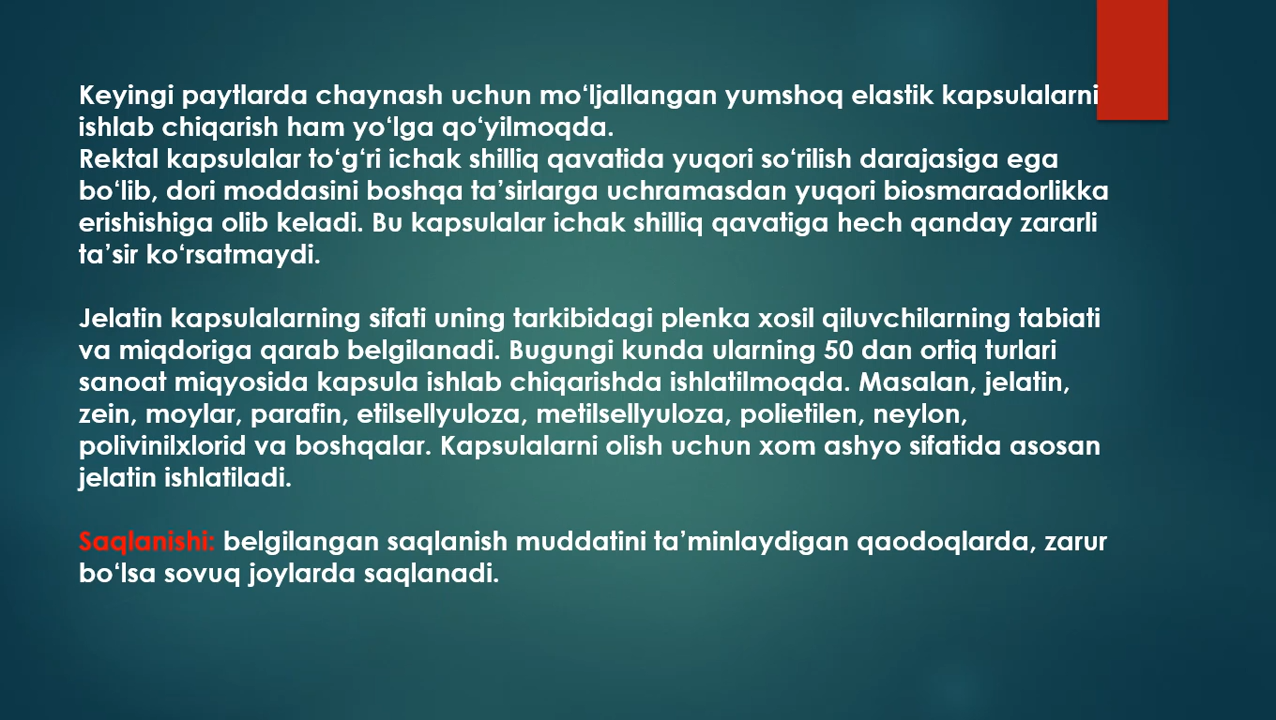 Keyingi paytlarda chaynash uchun mo‘ljallangan yumshoq elastik kapsulalarni
ishlab chiqarish ham yo‘lga qo‘yilmoqda.
Rektal kapsulalar to‘g‘ri ichak shilliq qavatida yuqori so‘rilish darajasiga ega
bo‘lib, dori moddasini boshqa ta’sirlarga uchramasdan yuqori biosmaradorlikka
erishishiga olib keladi. Bu kapsulalar ichak shilliq qavatiga hech qanday zararli
ta’sir ko‘rsatmaydi.
Jelatin kapsulalarning sifati uning tarkibidagi plenka xosil qiluvchilarning tabiati
va miqdoriga qarab belgilanadi. Bugungi kunda ularning 50 dan ortiq turlari
sanoat miqyosida kapsula ishlab chiqarishda ishlatilmoqda. Masalan, jelatin,
zein, moylar, parafin, etilsellyuloza, metilsellyuloza, polietilen, neylon,
polivinilxlorid va boshqalar. Kapsulalarni olish uchun xom ashyo sifatida asosan
jelatin ishlatiladi.
Saqlanishi: belgilangan saqlanish muddatini ta’minlaydigan qaodoqlarda, zarur
bo‘lsa sovuq joylarda saqlanadi.